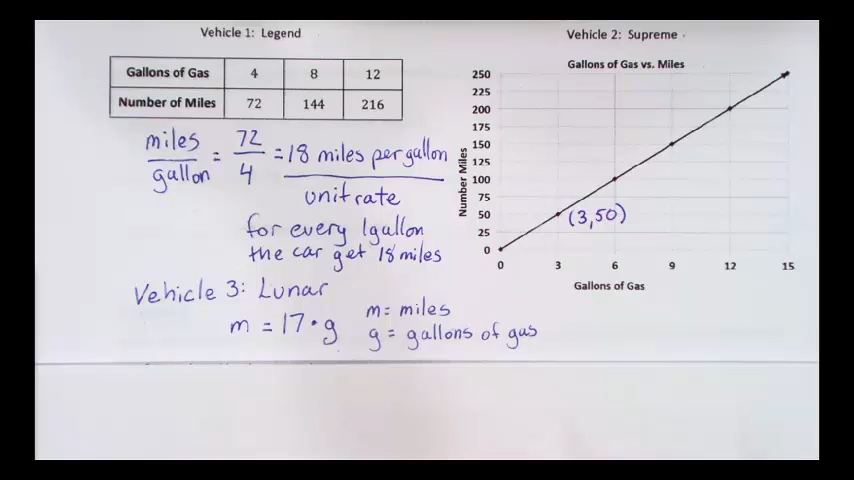 Vehicle 1: Legend
Gallons of Gas 4 8 12
Number of Miles 72 144 216
miles/gallon = 72/4 = 18 miles per gallon
unit rate
for every 1 gallon
the car get 18 miles
Vehicle 3: Lunar
m = 17 • g
m = miles
g = gallons of gas
Vehicle 2: Supreme
Gallons of Gas vs. Miles
Number Miles
250
225
200
175
150
125
100
75
50
25
0
(3,50)
0 3 6 9 12 15
Gallons of Gas